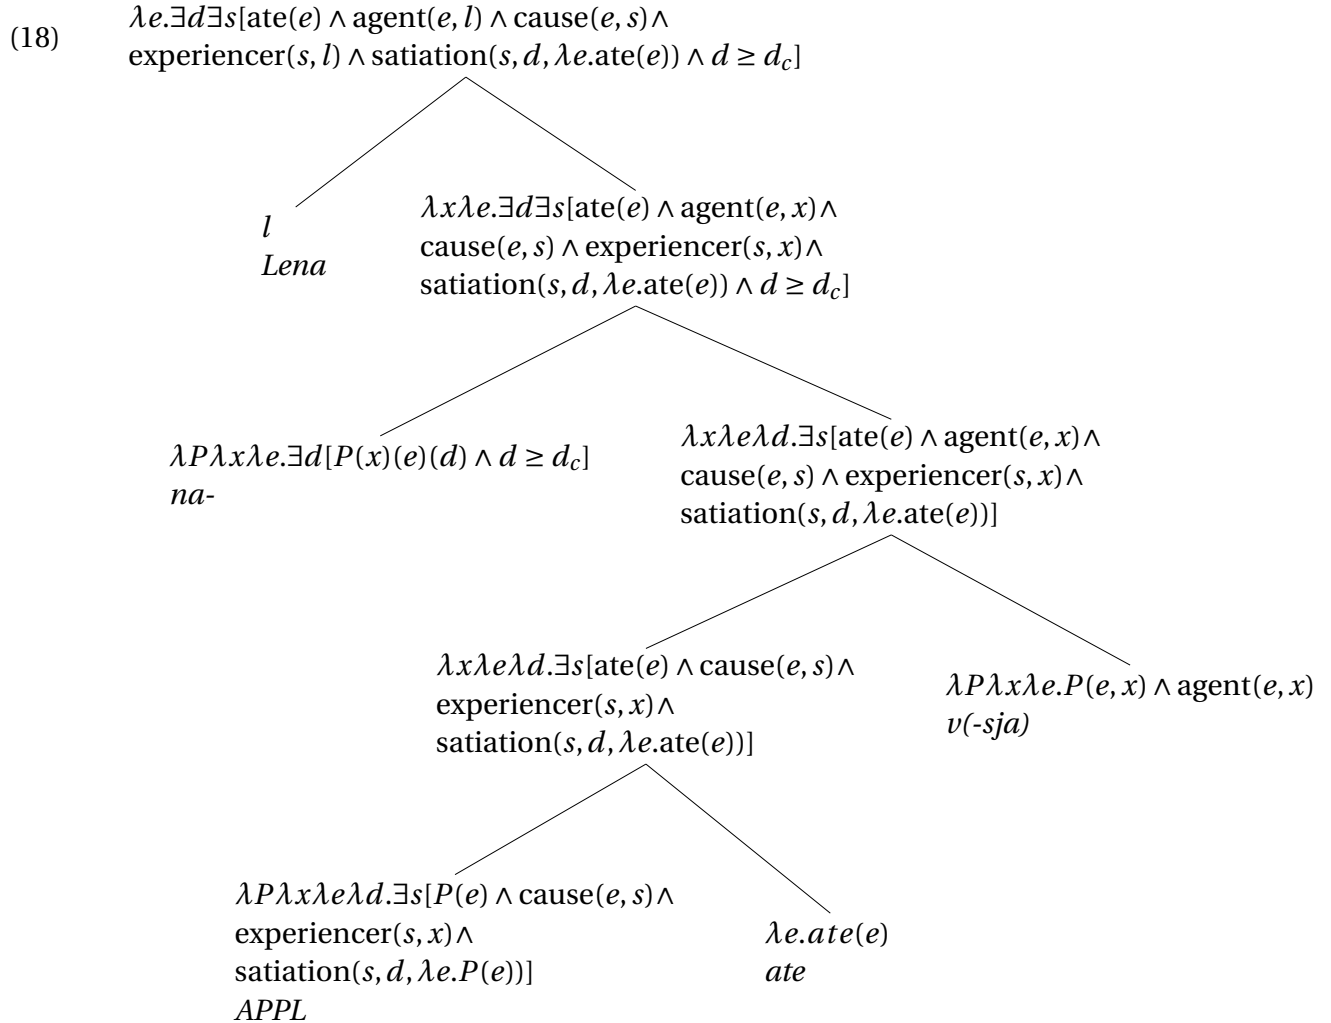 (18)
λe.∃d∃s[ate(e) ∧ agent(e, l) ∧ cause(e, s)∧
experiencer(s, l) ∧ satiation(s, d, λe.ate(e)) ∧ d ≥ d_c]
l
Lena
λxλe.∃d∃s[ate(e) ∧ agent(e, x)∧
cause(e, s) ∧ experiencer(s, x)∧
satiation(s, d, λe.ate(e)) ∧ d ≥ d_c]
λPλxλe.∃d[P(x)(e)(d) ∧ d ≥ d_c]
na-
λxλeλd.∃s[ate(e) ∧ agent(e, x)∧
cause(e, s) ∧ experiencer(s, x)∧
satiation(s, d, λe.ate(e))]
λxλeλd.∃s[ate(e) ∧ cause(e, s)∧
experiencer(s, x)∧
satiation(s, d, λe.ate(e))]
λPλxλe.P(e, x) ∧ agent(e, x)
v(-sja)
λPλxλeλd.∃s[P(e) ∧ cause(e, s)∧
experiencer(s, x)∧
satiation(s, d, λe.P(e))]
APPL
λe.ate(e)
ate